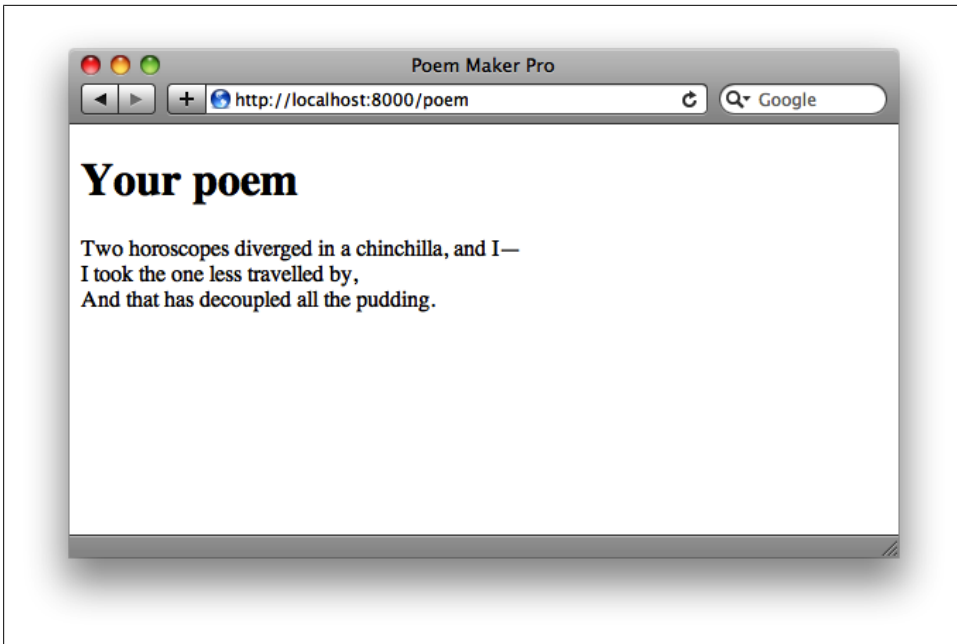 Poem Maker Pro
http://localhost:8000/poem
Google
Your poem
Two horoscopes diverged in a chinchilla, and I—
I took the one less travelled by,
And that has decoupled all the pudding.